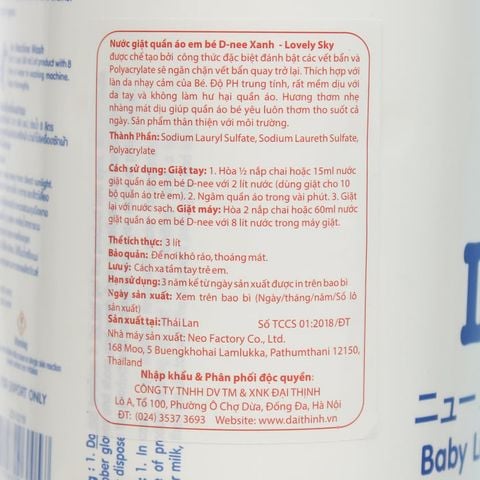 Nước giặt quần áo em bé D-nee Xanh - Lovely Sky
được chế tạo bởi công thức đặc biệt đánh bật các vết bẩn và
Polyacrylate sẽ ngăn chặn vết bẩn quay trở lại. Thích hợp với
làn da nhạy cảm của Bé. Độ PH trung tính, rất mềm dịu với
da tay và không làm hư hại quần áo. Hương thơm nhẹ
nhàng mát dịu giúp quần áo bé yêu luôn thơm tho suốt cả
ngày. Sản phẩm thân thiện với môi trường.
Thành Phần: Sodium Lauryl Sulfate, Sodium Laureth Sulfate,
Polyacrylate
Cách sử dụng: Giặt tay: 1. Hòa ½ nắp chai hoặc 15ml nước
giặt quần áo em bé D-nee với 2 lít nước (dùng giặt cho 10
bộ quần áo trẻ em). 2. Ngâm quần áo trong vài phút. 3. Giặt
lại với nước sạch. Giặt máy: Hòa 2 nắp chai hoặc 60ml nước
giặt quần áo em bé D-nee với 8 lít nước trong máy giặt.
Thể tích thực: 3 lít
Bảo quản: Để nơi khô ráo, thoáng mát.
Lưu ý: Cách xa tầm tay trẻ em.
Hạn sử dụng: 3 năm kể từ ngày sản xuất được in trên bao bì
Ngày sản xuất: Xem trên bao bì (Ngày/tháng/năm/Số lô
sản xuất)
Sản xuất tại: Thái Lan Số TCCS 01:2018/ĐT
Nhà máy sản xuất: Neo Factory Co., Ltd.
168 Moo, 5 Buengkhohai Lamlukka, Pathumthani 12150,
Thailand
Nhập khẩu & Phân phối độc quyền:
CÔNG TY TNHH DV TM & XNK ĐẠI THỊNH
Lô A, Tổ 100, Phường Ô Chợ Dừa, Đống Đa, Hà Nội
ĐT: (024) 3537 3693 Website: www.daithinh.vn
ニュー
Baby L
EXPORT ONLY